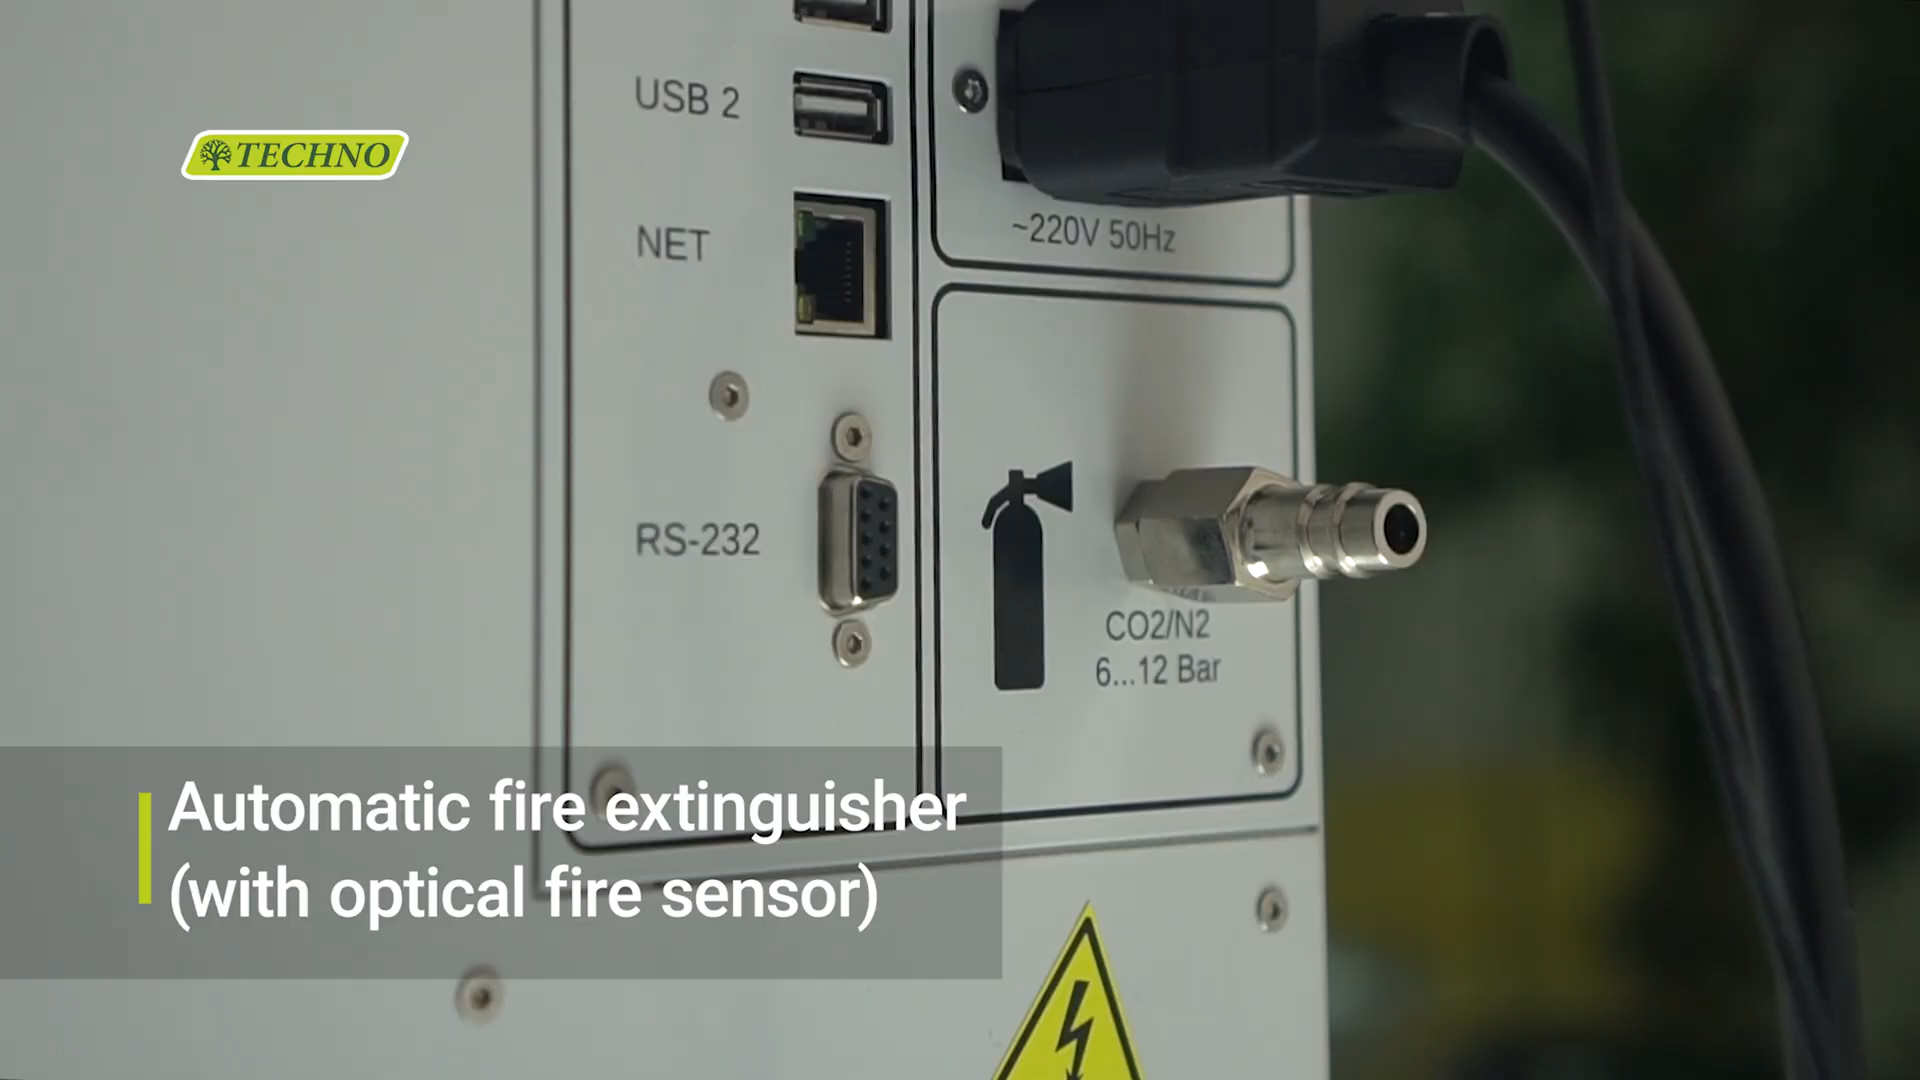 TECHNO
USB 2
NET
RS-232
~220V 50Hz
CO2/N2
6...12 Bar
Automatic fire extinguisher
(with optical fire sensor)